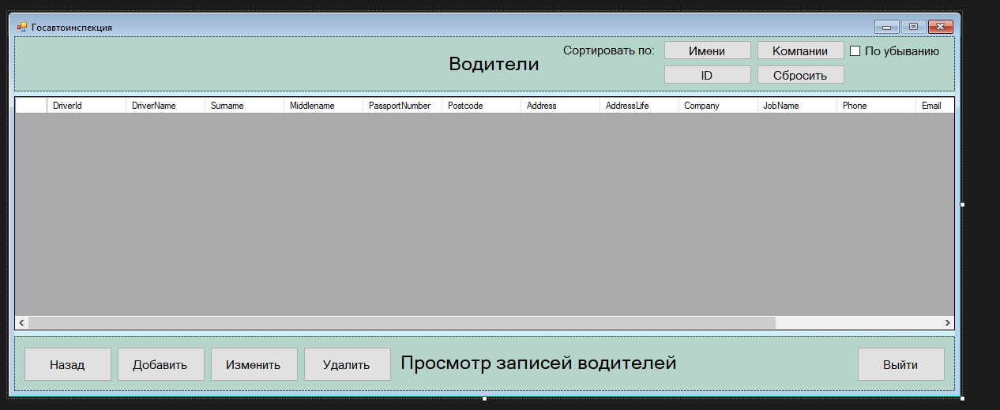 Госавтоинспекция
Водители
Сортировать по:
Имени
Компании
По убыванию
ID
Сбросить
DriverId DriverName Surname Middlename PassportNumber Postcode Address AddressLife Company JobName Phone Email
Назад
Добавить
Изменить
Удалить
Просмотр записей водителей
Выйти